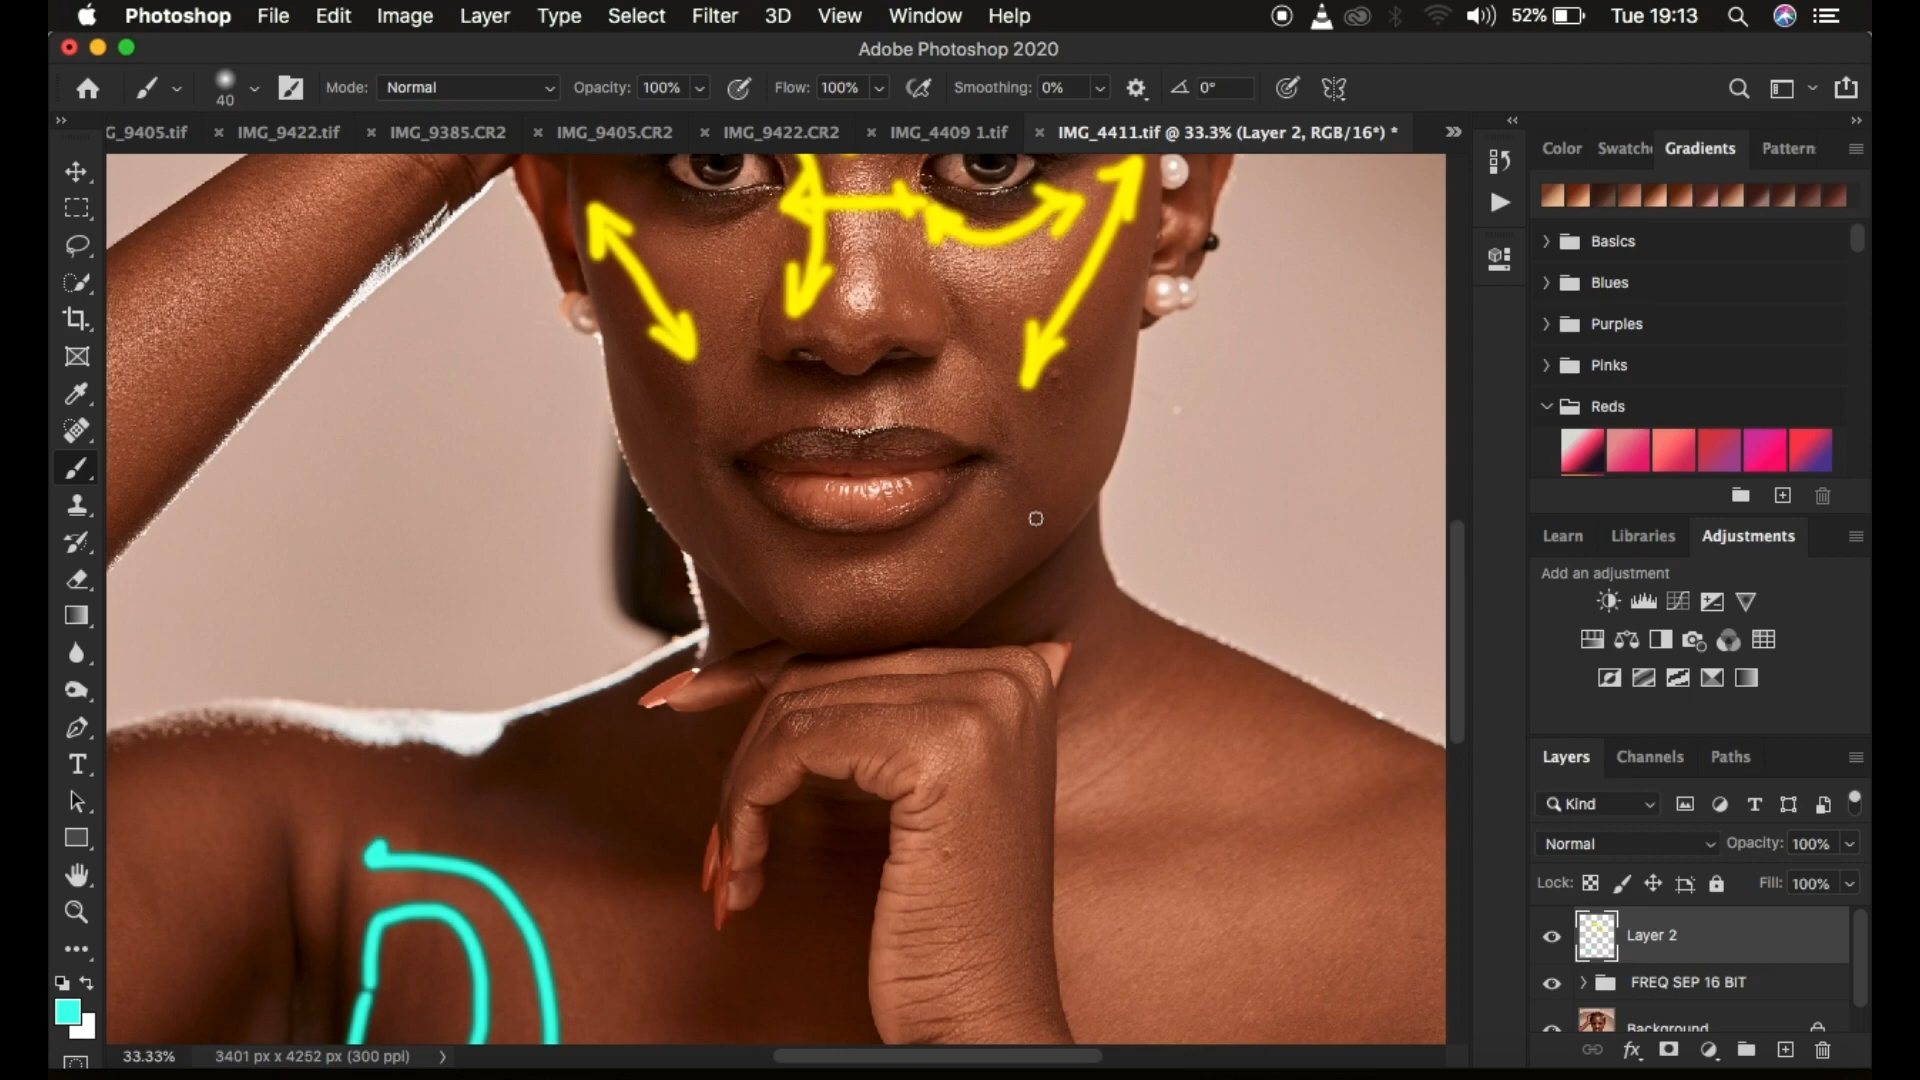 Photoshop File Edit Image Layer Type Select Filter 3D View Window Help 52% Tue 19:13
Adobe Photoshop 2020
40 Mode: Normal Opacity: 100% Flow: 100% Smoothing: 0% 0°
G_9405.tif IMG_9422.tif IMG_9385.CR2 IMG_9405.CR2 IMG_9422.CR2 IMG_4409 1.tif IMG_4411.tif @ 33.3% (Layer 2, RGB/16*) *
Color Swatche Gradients Pattern
Basics
Blues
Purples
Pinks
Reds
Learn Libraries Adjustments
Add an adjustment
Layers Channels Paths
Kind
Normal Opacity: 100%
Lock: Fill: 100%
Layer 2
FREQ SEP 16 BIT
Background
33.33% 3401 px x 4252 px (300 ppi)